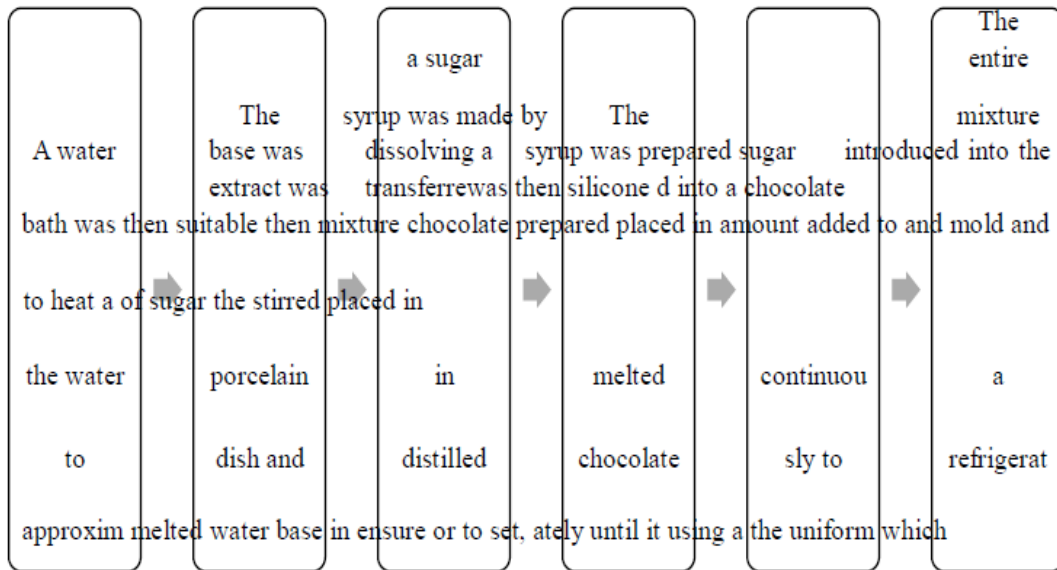 The
a sugar entire
The syrup was made by The mixture
A water base was dissolving a syrup was prepared sugar introduced into the
extract was transferrewas then silicone d into a chocolate
bath was then suitable then mixture chocolate prepared placed in amount added to and mold and
to heat a of sugar the stirred placed in
the water porcelain in melted continuou a
to dish and distilled chocolate sly to refrigerat
approxim melted water base in ensure or to set, ately until it using a the uniform which